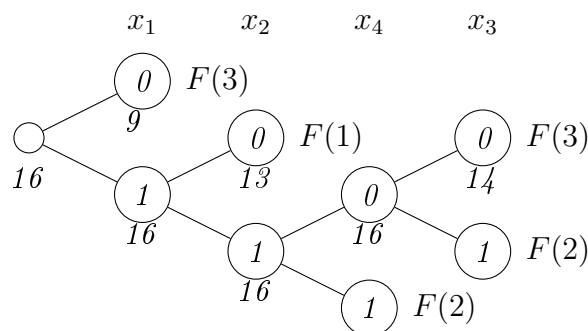 x₁ x₂ x₄ x₃
0 F(3)
9
0 F(1) 0 F(3)
16 13 14
1 0
16 16
1 1 F(2)
16
1 F(2)